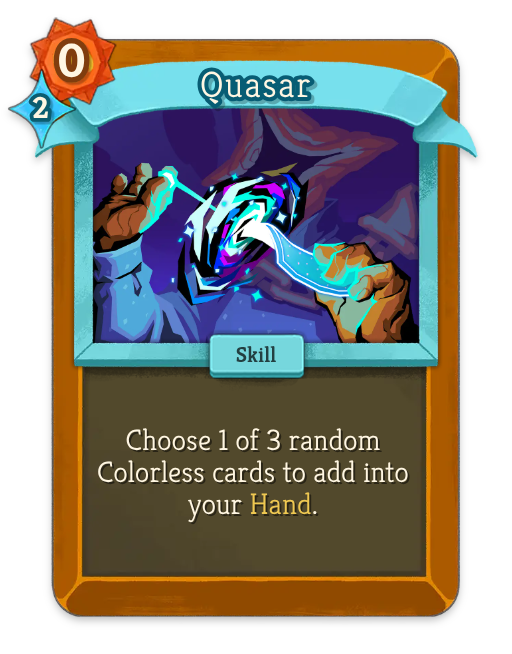 0
2
Quasar
Skill
Choose 1 of 3 random
Colorless cards to add into
your Hand.